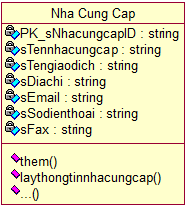 Nha Cung Cap
PK_sNhacungcapID : string
sTennhacungcap : string
sTengiaodich : string
sDiachi : string
sEmail : string
sSodienthoai : string
sFax : string
them()
laythongtinnhacungcap()
...()